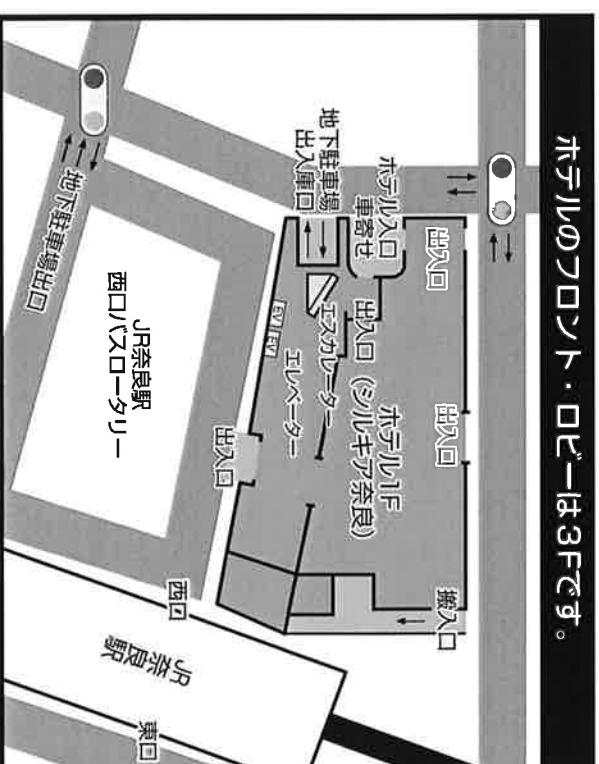 ホテルのフロント・ロビーは3Fです。
出入口
出入口
搬入口
ホテル入口
車寄せ
地下駐車場
出入庫口
出入口
ホテル1F
(シルキア奈良)
エスカレーター
エレベーター
EV
EV
出入口
地下駐車場出口
JR奈良駅
西口バスロータリー
西口
JR奈良駅
東口